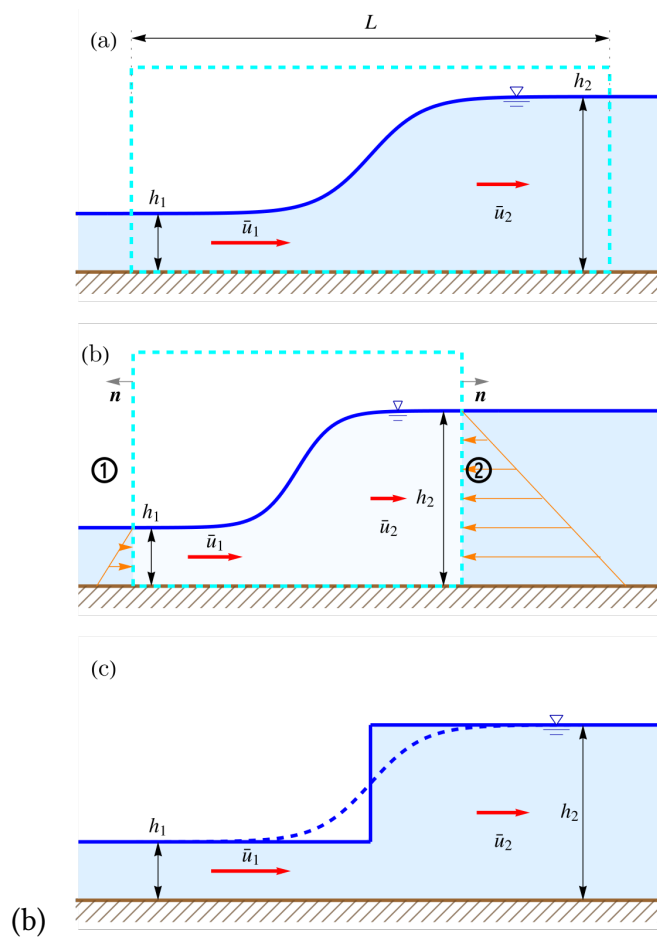 (a)
L
h₁
ū₁
ū₂
h₂
(b)
n
n
①
②
h₁
ū₁
ū₂
h₂
(c)
h₁
ū₁
ū₂
h₂
(b)